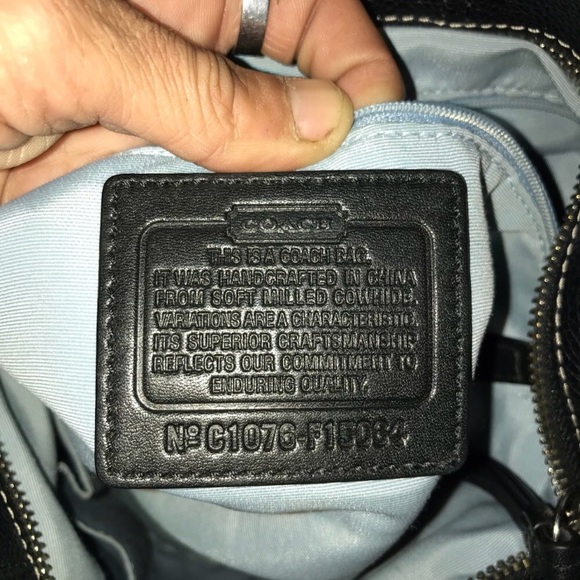 COACH
THIS IS A COACH BAG.
IT WAS HANDCRAFTED IN CHINA
FROM SOFT MILLED COWHIDE.
VARIATIONS ARE A CHARACTERISTIC.
ITS SUPERIOR CRAFTSMANSHIP
REFLECTS OUR COMMITMENT TO
ENDURING QUALITY.
Nº C1076-F15064